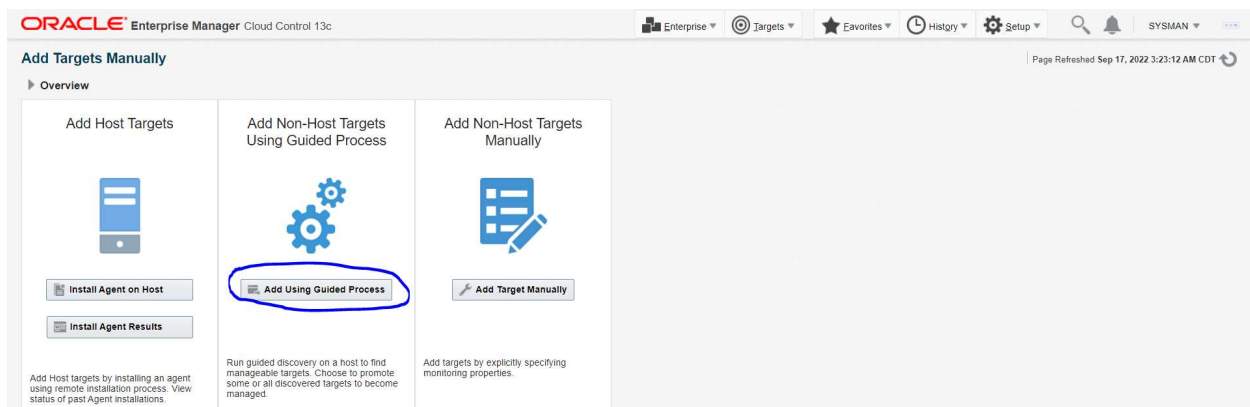 ORACLE Enterprise Manager Cloud Control 13c
Enterprise Targets Favorites History Setup SYSMAN
Add Targets Manually
Page Refreshed Sep 17, 2022 3:23:12 AM CDT
Overview
Add Host Targets
Install Agent on Host
Install Agent Results
Add Host targets by installing an agent
using remote installation process. View
status of past Agent installations.
Add Non-Host Targets
Using Guided Process
Add Using Guided Process
Run guided discovery on a host to find
manageable targets. Choose to promote
some or all discovered targets to become
managed.
Add Non-Host Targets
Manually
Add Target Manually
Add targets by explicitly specifying
monitoring properties.